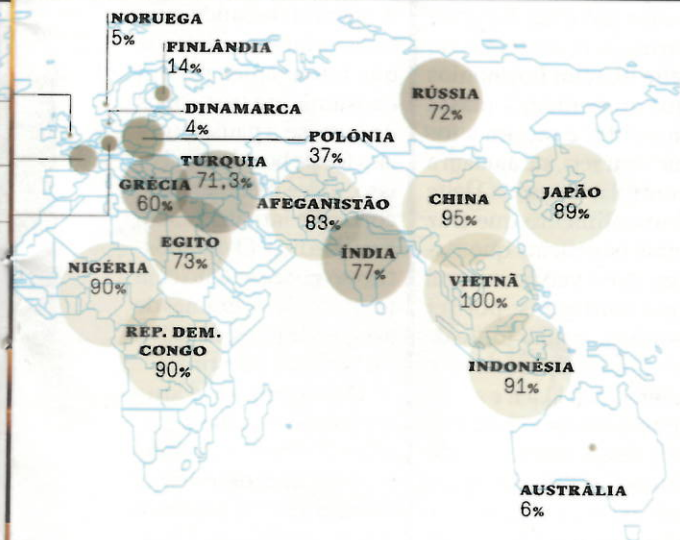 NORUEGA
5%
FINLÂNDIA
14%
DINAMARCA
4%
POLÓNIA
37%
RÚSSIA
72%
TURQUIA
71,3%
GRÉCIA
60%
AFEGANISTÃO
83%
CHINA
95%
JAPÃO
89%
EGITO
73%
ÍNDIA
77%
NIGÉRIA
90%
VIETNÃ
100%
REP. DEM.
CONGO
90%
INDONÉSIA
91%
AUSTRÁLIA
6%